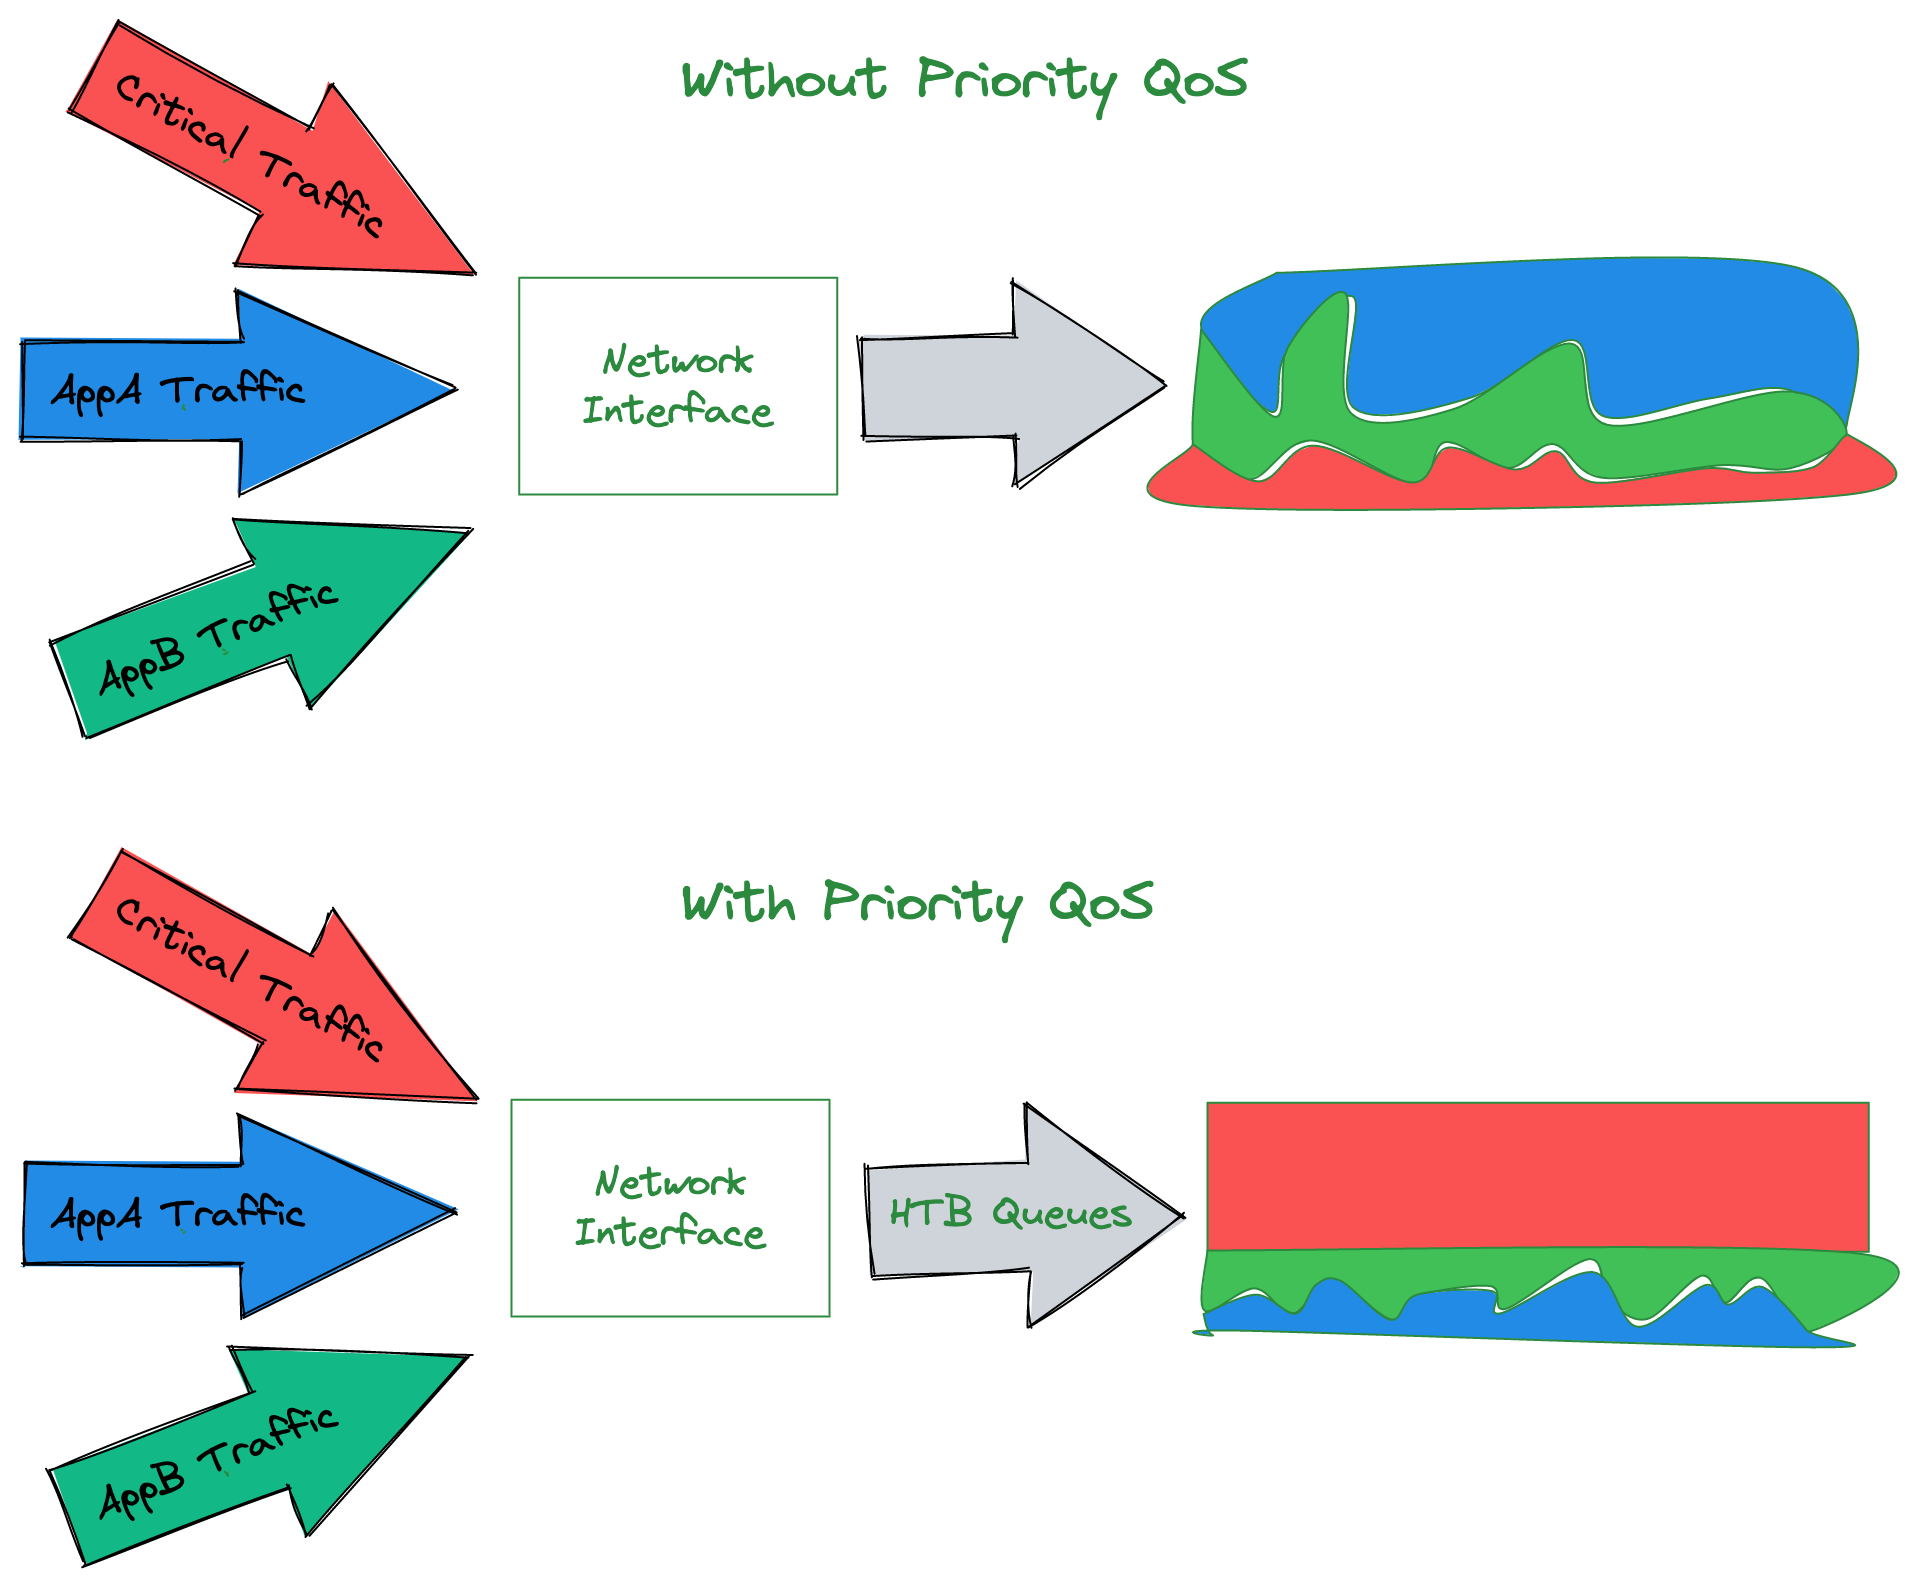 Without Priority QoS
Critical Traffic
AppA Traffic
AppB Traffic
Network
Interface
With Priority QoS
Critical Traffic
AppA Traffic
AppB Traffic
Network
Interface
HTB Queues